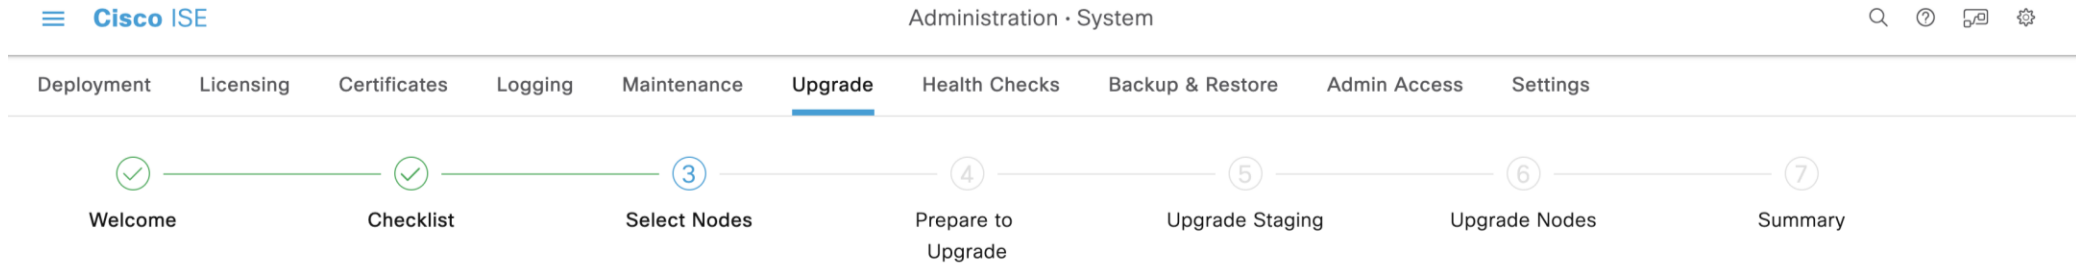 Cisco ISE
Administration · System
Deployment Licensing Certificates Logging Maintenance Upgrade Health Checks Backup & Restore Admin Access Settings
3 4 5 6 7
Welcome Checklist Select Nodes Prepare to Upgrade Staging Upgrade Nodes Summary
Upgrade